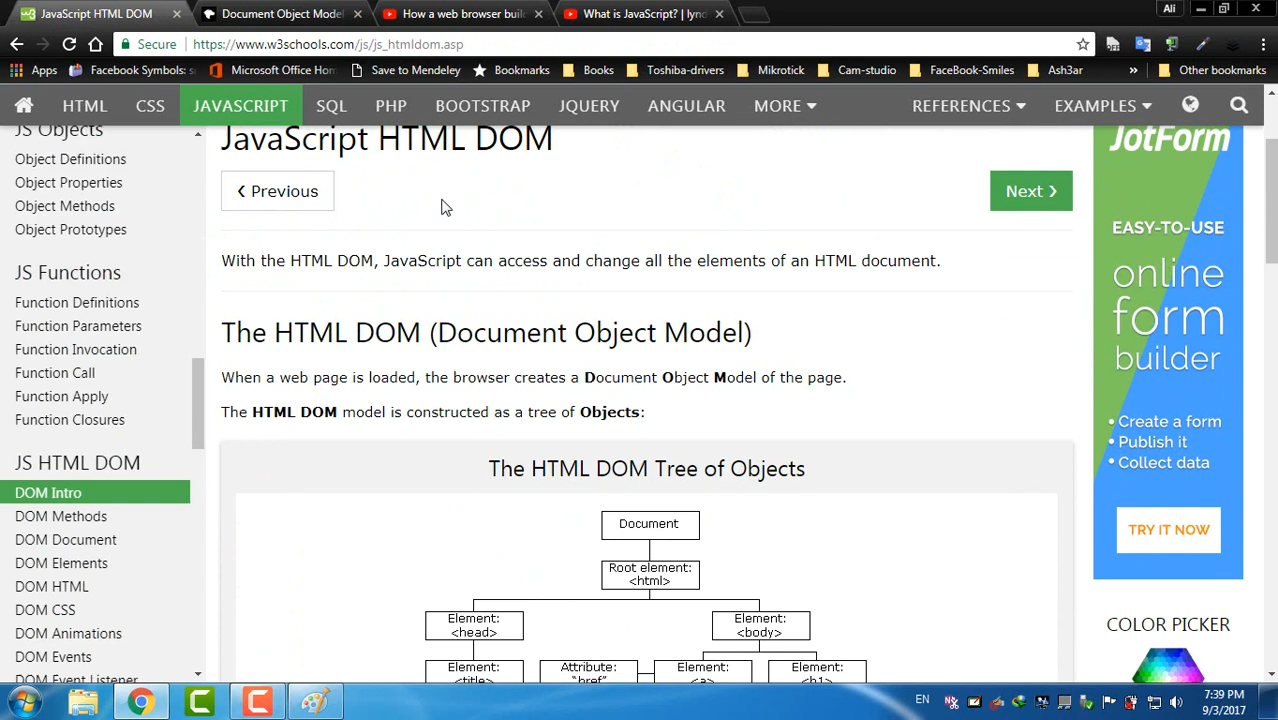 JavaScript HTML DOM
Document Object Model
How a web browser buil
What is JavaScript? | lynd
Ali
Secure
https://www.w3schools.com/js/js_htmldom.asp
Apps
Facebook Symbols: s
Microsoft Office Hom
Save to Mendeley
Bookmarks
Books
Toshiba-drivers
Mikrotick
Cam-studio
FaceBook-Smiles
Ash3ar
»
Other bookmarks
HTML
CSS
JAVASCRIPT
SQL
PHP
BOOTSTRAP
JQUERY
ANGULAR
MORE
REFERENCES
EXAMPLES
JS Objects
Object Definitions
Object Properties
Object Methods
Object Prototypes
JS Functions
Function Definitions
Function Parameters
Function Invocation
Function Call
Function Apply
Function Closures
JS HTML DOM
DOM Intro
DOM Methods
DOM Document
DOM Elements
DOM HTML
DOM CSS
DOM Animations
DOM Events
DOM Event Listener
JavaScript HTML DOM
❮ Previous
Next ❯
With the HTML DOM, JavaScript can access and change all the elements of an HTML document.
The HTML DOM (Document Object Model)
When a web page is loaded, the browser creates a Document Object Model of the page.
The HTML DOM model is constructed as a tree of Objects:
The HTML DOM Tree of Objects
Document
Root element:
<html>
Element:
<head>
Element:
<body>
Element:
<title>
Attribute:
"href"
Element:
<a>
Element:
<h1>
JotForm
EASY-TO-USE
online
form
builder
• Create a form
• Publish it
• Collect data
TRY IT NOW
COLOR PICKER
EN
7:39 PM
9/3/2017